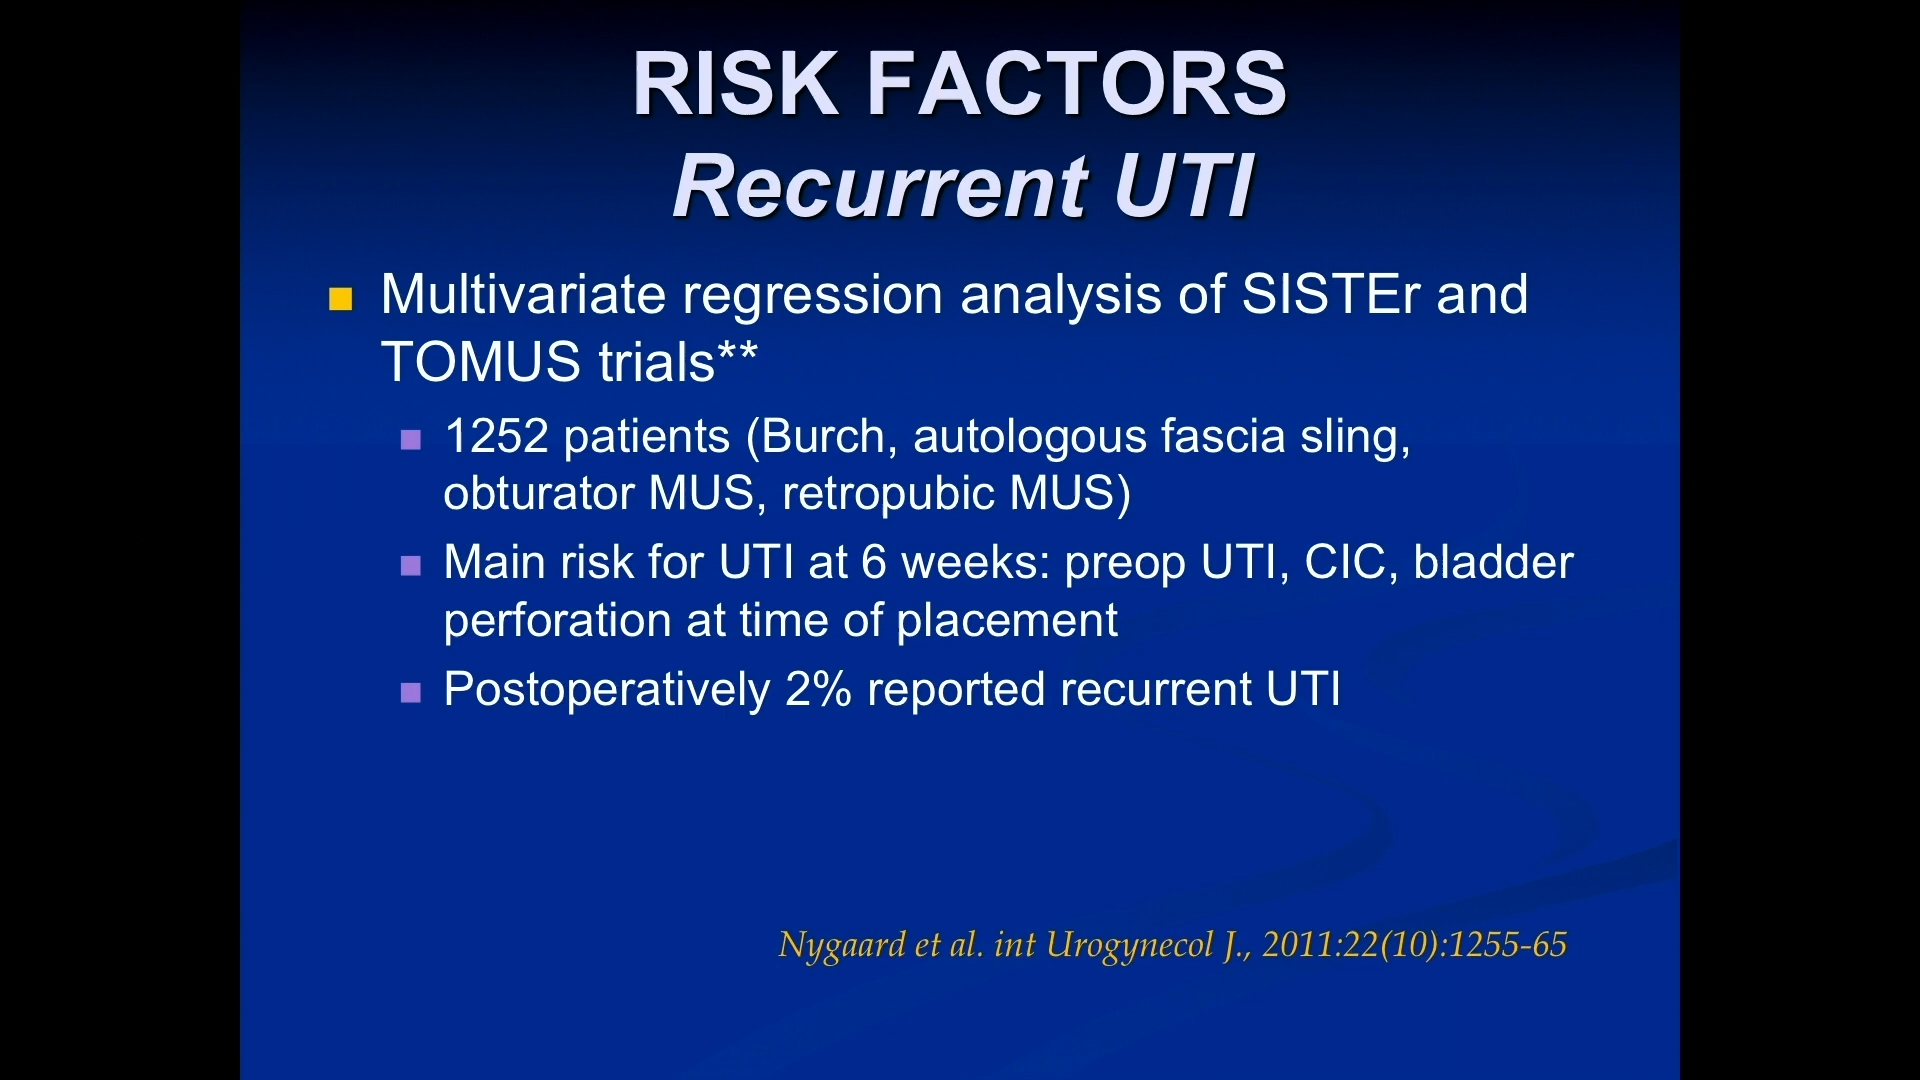 RISK FACTORS
Recurrent UTI
Multivariate regression analysis of SISTEr and
TOMUS trials**
1252 patients (Burch, autologous fascia sling,
obturator MUS, retropubic MUS)
Main risk for UTI at 6 weeks: preop UTI, CIC, bladder
perforation at time of placement
Postoperatively 2% reported recurrent UTI
Nygaard et al. int Urogynecol J., 2011:22(10):1255-65